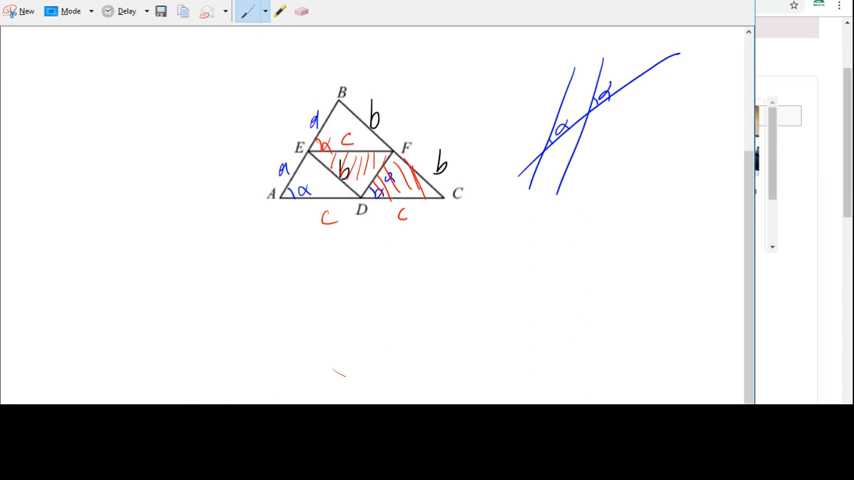 New Mode Delay
B
a b
E α c F
a b a b
A α D α C
c c
α α